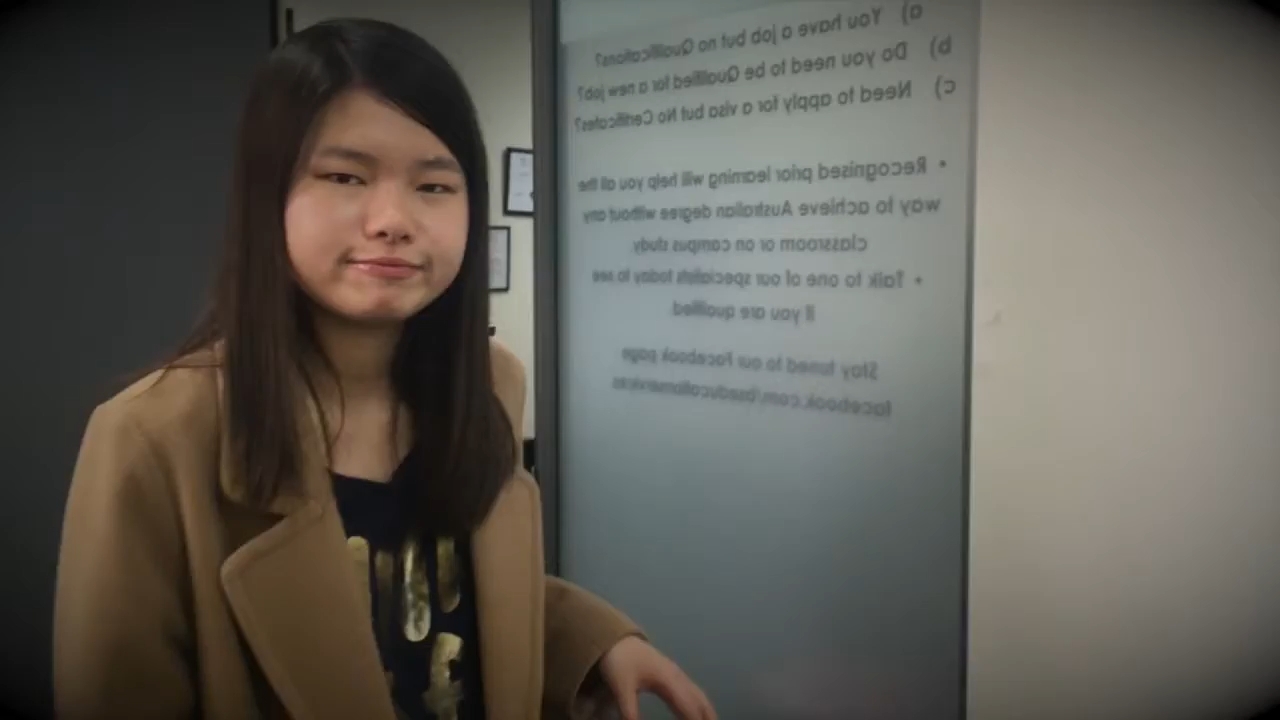 a) You have a job but no Qualifications?
b) Do you need to be Qualified for a new job?
c) Need to apply for a visa but No Certificates?
• Recognised prior learning will help you all the
way to achieve Australian degree without any
classroom or on campus study
• Talk to one of our specialists today to see
if you are qualified
Stay tuned to our Facebook page